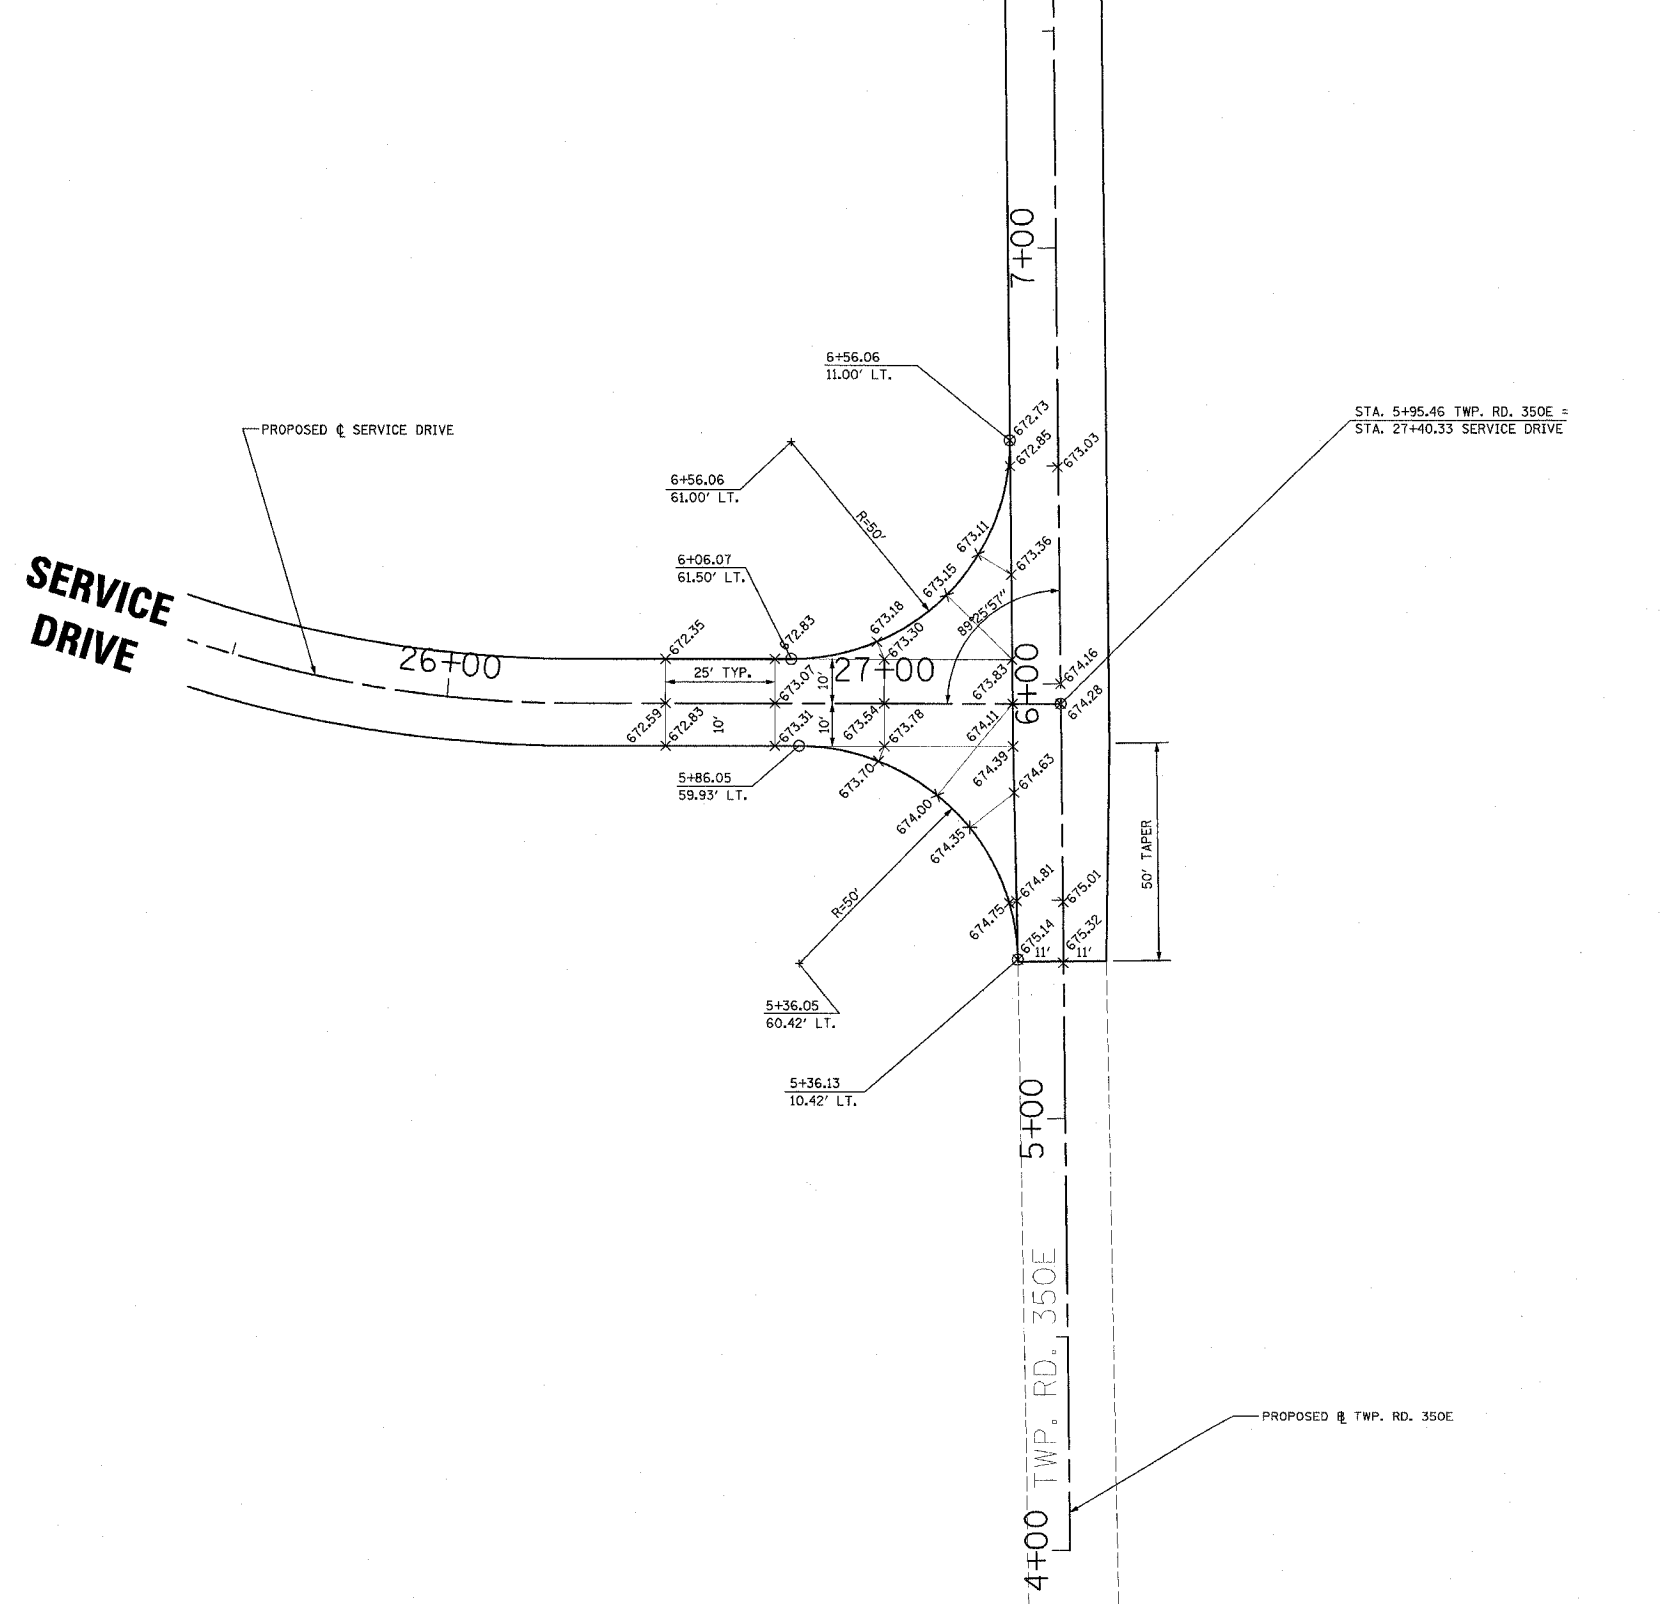 7+00
6+56.06
11.00' LT.
672.73
672.85
673.03
STA. 5+95.46 TWP. RD. 350E =
STA. 27+40.33 SERVICE DRIVE
PROPOSED ℄ SERVICE DRIVE
6+56.06
61.00' LT.
R=50'
673.11
673.36
6+06.07
61.50' LT.
673.15
89°25'57"
SERVICE
DRIVE
673.18
673.30
672.35
672.83
26+00
25' TYP.
673.07
10'
27+00
673.83
6+00
674.16
674.28
672.59
672.83
10'
673.31
10'
673.54
673.78
674.11
674.39
674.63
5+86.05
59.93' LT.
673.70
674.00
674.35
50' TAPER
R=50'
674.75
674.81
675.01
675.14
11'
675.32
11'
5+36.05
60.42' LT.
5+36.13
10.42' LT.
5+00
TWP. RD. 350E
PROPOSED ⅊ TWP. RD. 350E
4+00